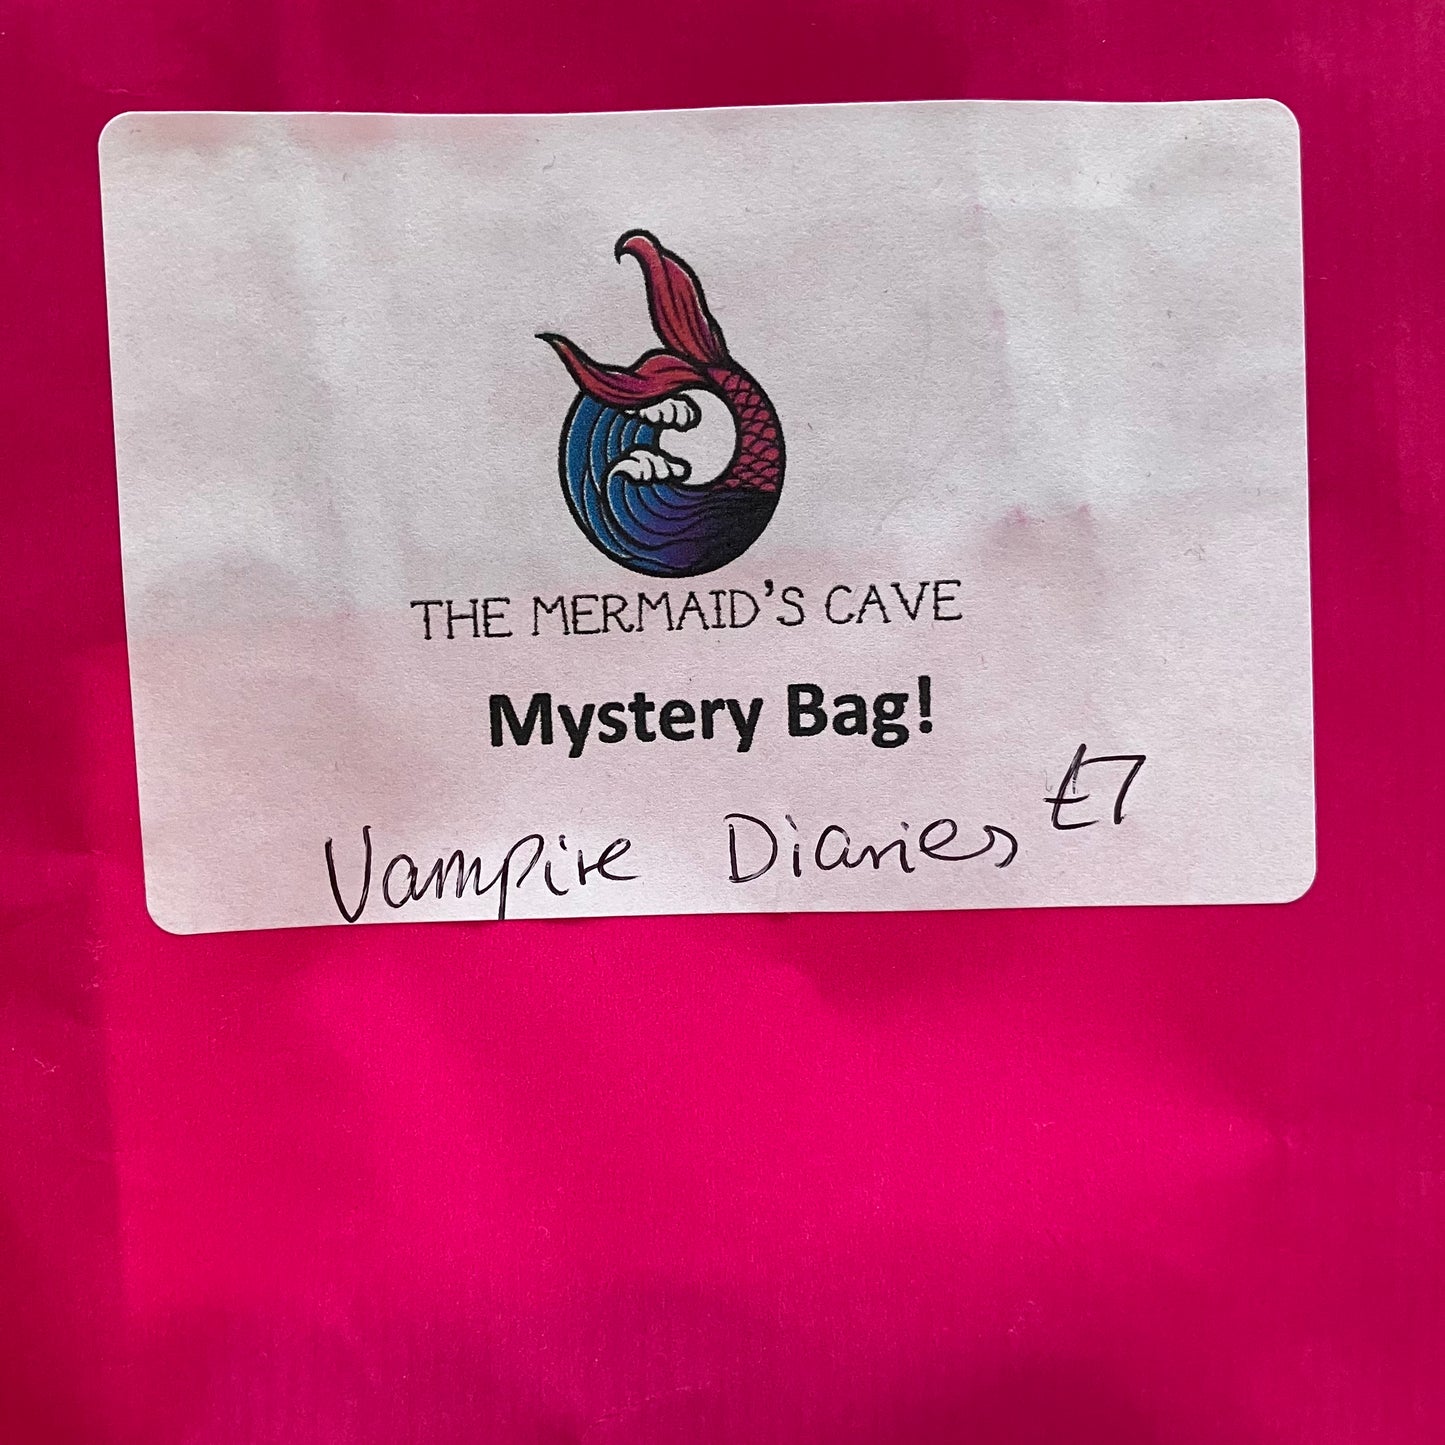 THE MERMAID'S CAVE
Mystery Bag!
Vampire Diaries £7